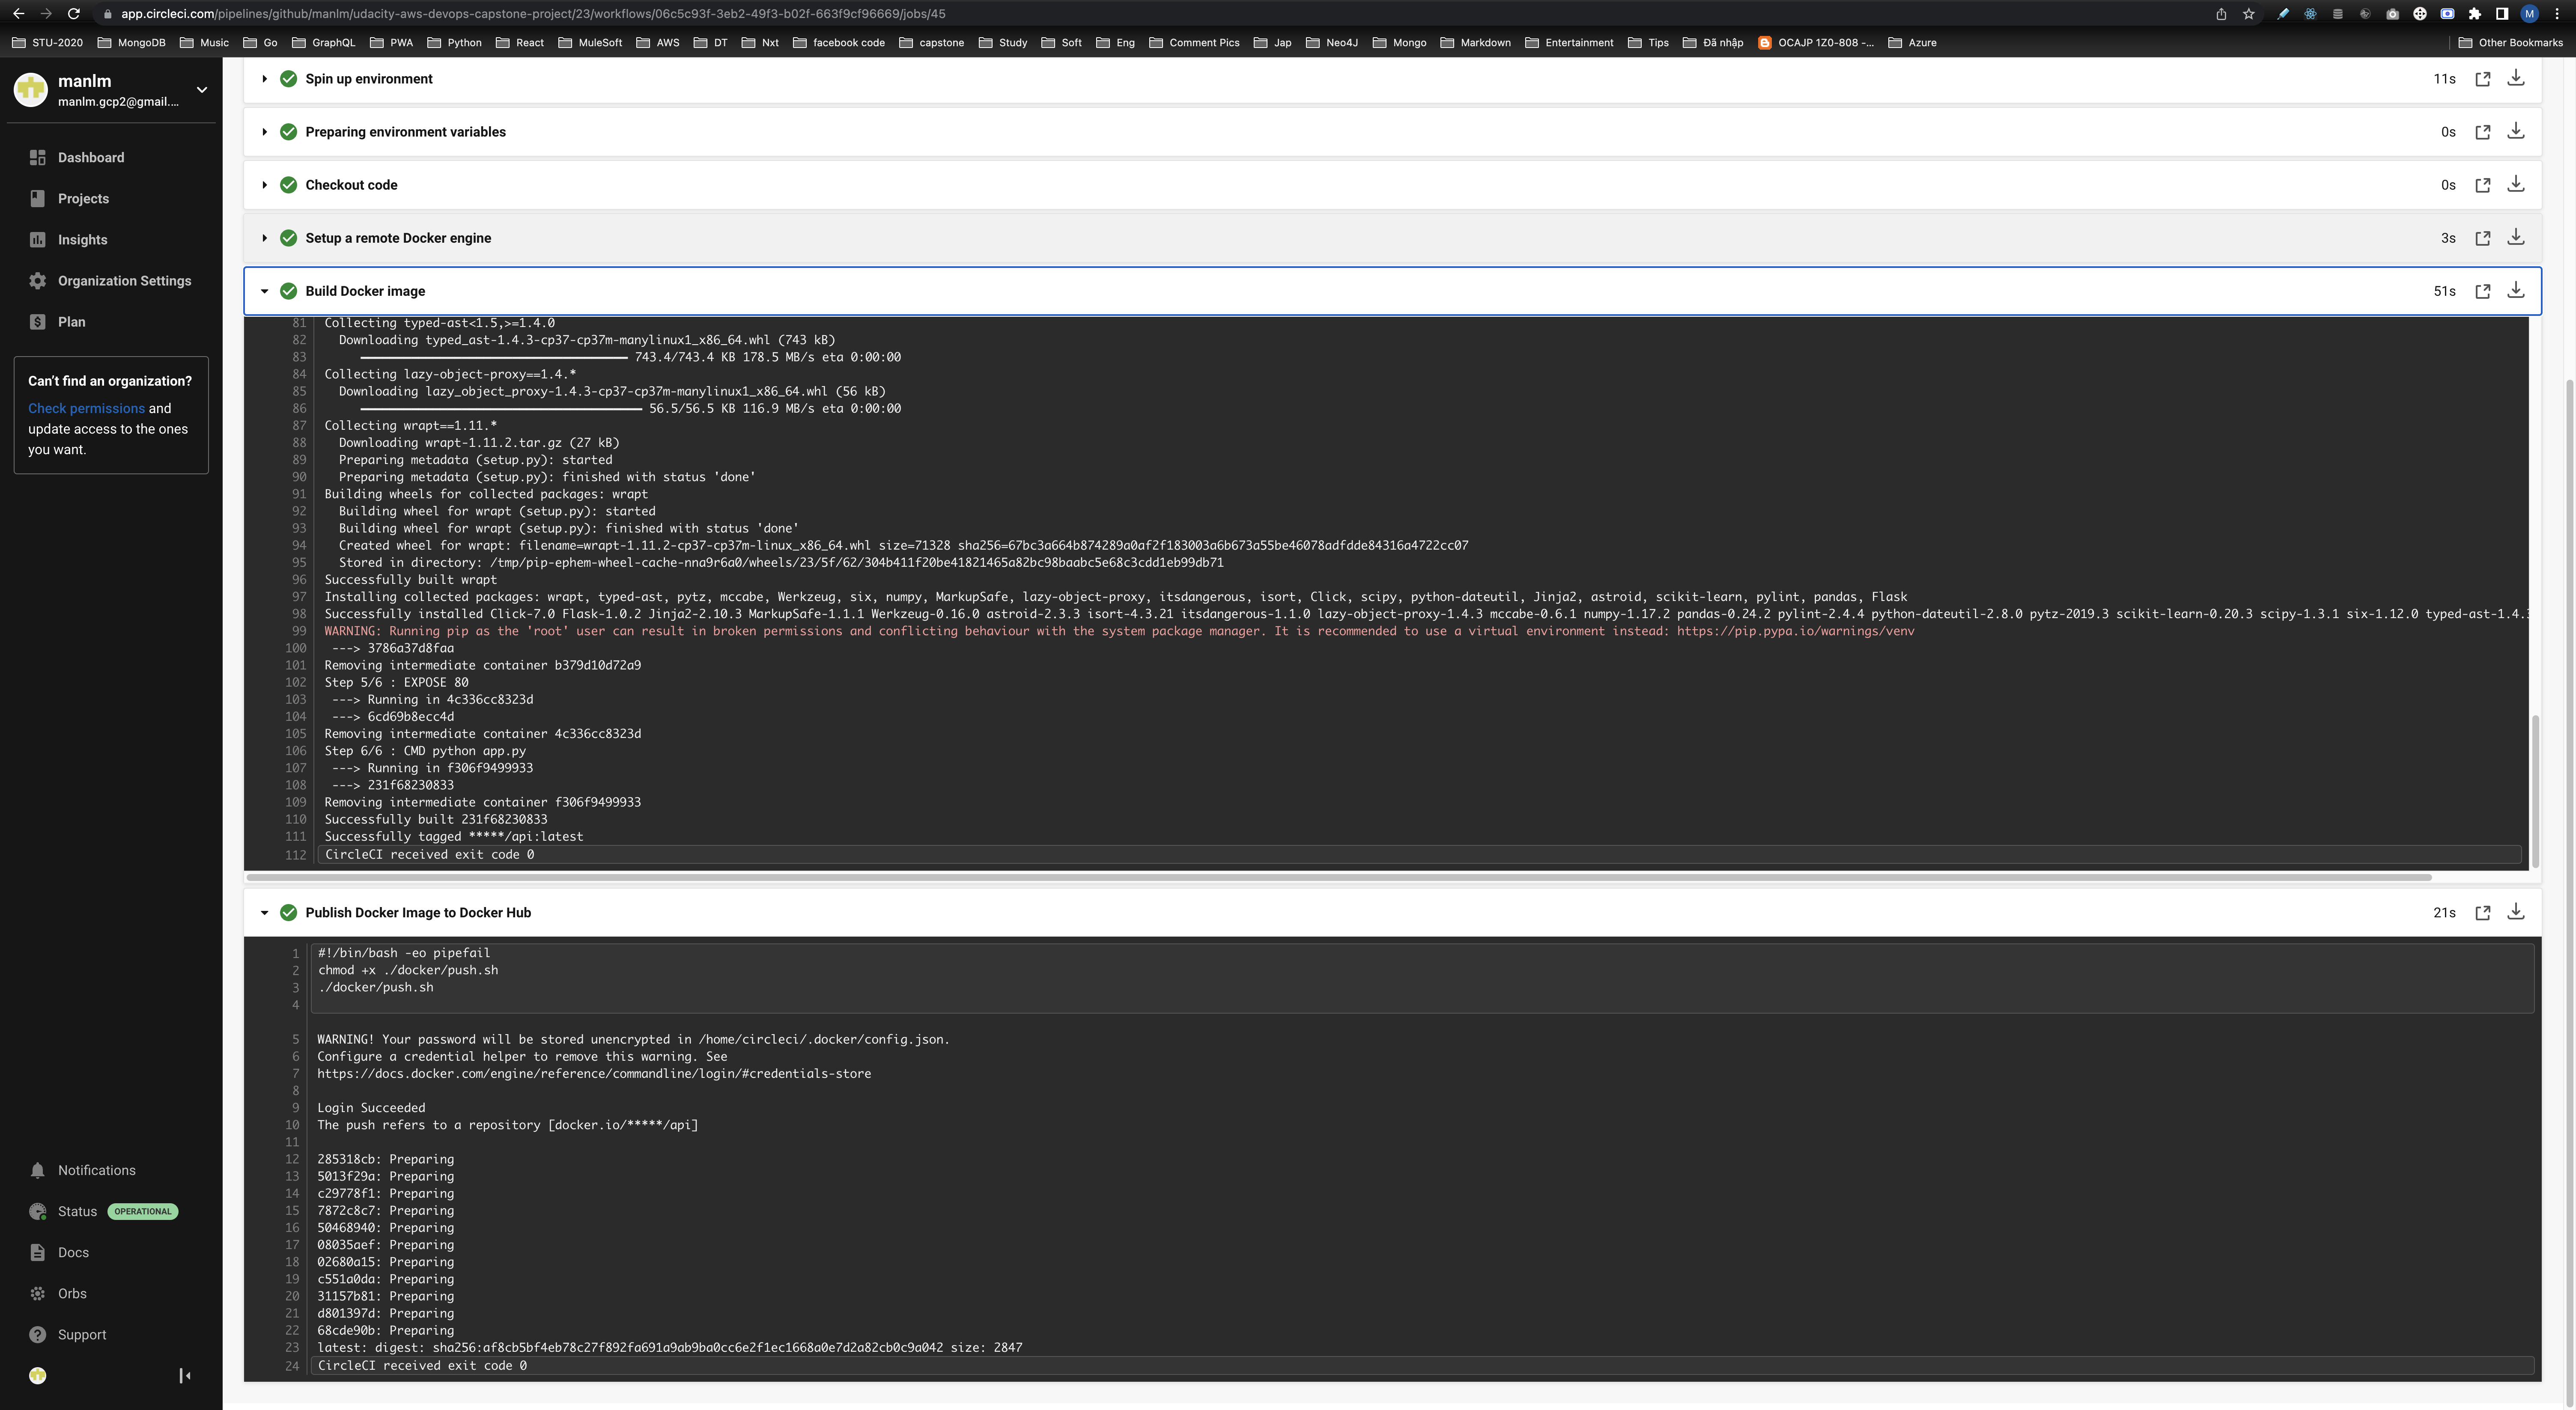 app.circleci.com/pipelines/github/manlm/udacity-aws-devops-capstone-project/23/workflows/06c5c93f-3eb2-49f3-b02f-663f9cf96669/jobs/45
M
STU-2020 MongoDB Music Go GraphQL PWA Python React MuleSoft AWS DT Nxt facebook code capstone Study Soft Eng Comment Pics Jap Neo4J Mongo Markdown Entertainment Tips Đã nhập OCAJP 1Z0-808 -... Azure Other Bookmarks
manlm
manlm.gcp2@gmail....
Dashboard
Projects
Insights
Organization Settings
Plan
Can't find an organization?
Check permissions and
update access to the ones
you want.
Notifications
Status OPERATIONAL
Docs
Orbs
Support
Spin up environment 11s
Preparing environment variables 0s
Checkout code 0s
Setup a remote Docker engine 3s
Build Docker image 51s
81 Collecting typed-ast<1.5,>=1.4.0
82 Downloading typed_ast-1.4.3-cp37-cp37m-manylinux1_x86_64.whl (743 kB)
83 743.4/743.4 KB 178.5 MB/s eta 0:00:00
84 Collecting lazy-object-proxy==1.4.*
85 Downloading lazy_object_proxy-1.4.3-cp37-cp37m-manylinux1_x86_64.whl (56 kB)
86 56.5/56.5 KB 116.9 MB/s eta 0:00:00
87 Collecting wrapt==1.11.*
88 Downloading wrapt-1.11.2.tar.gz (27 kB)
89 Preparing metadata (setup.py): started
90 Preparing metadata (setup.py): finished with status 'done'
91 Building wheels for collected packages: wrapt
92 Building wheel for wrapt (setup.py): started
93 Building wheel for wrapt (setup.py): finished with status 'done'
94 Created wheel for wrapt: filename=wrapt-1.11.2-cp37-cp37m-linux_x86_64.whl size=71328 sha256=67bc3a664b874289a0af2f183003a6b673a55be46078adfdde84316a4722cc07
95 Stored in directory: /tmp/pip-ephem-wheel-cache-nna9r6a0/wheels/23/5f/62/304b411f20be41821465a82bc98baabc5e68c3cdd1eb99db71
96 Successfully built wrapt
97 Installing collected packages: wrapt, typed-ast, pytz, mccabe, Werkzeug, six, numpy, MarkupSafe, lazy-object-proxy, itsdangerous, isort, Click, scipy, python-dateutil, Jinja2, astroid, scikit-learn, pylint, pandas, Flask
98 Successfully installed Click-7.0 Flask-1.0.2 Jinja2-2.10.3 MarkupSafe-1.1.1 Werkzeug-0.16.0 astroid-2.3.3 isort-4.3.21 itsdangerous-1.1.0 lazy-object-proxy-1.4.3 mccabe-0.6.1 numpy-1.17.2 pandas-0.24.2 pylint-2.4.4 python-dateutil-2.8.0 pytz-2019.3 scikit-learn-0.20.3 scipy-1.3.1 six-1.12.0 typed-ast-1.4.3
99 WARNING: Running pip as the 'root' user can result in broken permissions and conflicting behaviour with the system package manager. It is recommended to use a virtual environment instead: https://pip.pypa.io/warnings/venv
100 ---> 3786a37d8faa
101 Removing intermediate container b379d10d72a9
102 Step 5/6 : EXPOSE 80
103 ---> Running in 4c336cc8323d
104 ---> 6cd69b8ecc4d
105 Removing intermediate container 4c336cc8323d
106 Step 6/6 : CMD python app.py
107 ---> Running in f306f9499933
108 ---> 231f68230833
109 Removing intermediate container f306f9499933
110 Successfully built 231f68230833
111 Successfully tagged *****/api:latest
112 CircleCI received exit code 0
Publish Docker Image to Docker Hub 21s
1 #!/bin/bash -eo pipefail
2 chmod +x ./docker/push.sh
3 ./docker/push.sh
4
5 WARNING! Your password will be stored unencrypted in /home/circleci/.docker/config.json.
6 Configure a credential helper to remove this warning. See
7 https://docs.docker.com/engine/reference/commandline/login/#credentials-store
8
9 Login Succeeded
10 The push refers to a repository [docker.io/*****/api]
11
12 285318cb: Preparing
13 5013f29a: Preparing
14 c29778f1: Preparing
15 7872c8c7: Preparing
16 50468940: Preparing
17 08035aef: Preparing
18 02680a15: Preparing
19 c551a0da: Preparing
20 31157b81: Preparing
21 d801397d: Preparing
22 68cde90b: Preparing
23 latest: digest: sha256:af8cb5bf4eb78c27f892fa691a9ab9ba0cc6e2f1ec1668a0e7d2a82cb0c9a042 size: 2847
24 CircleCI received exit code 0